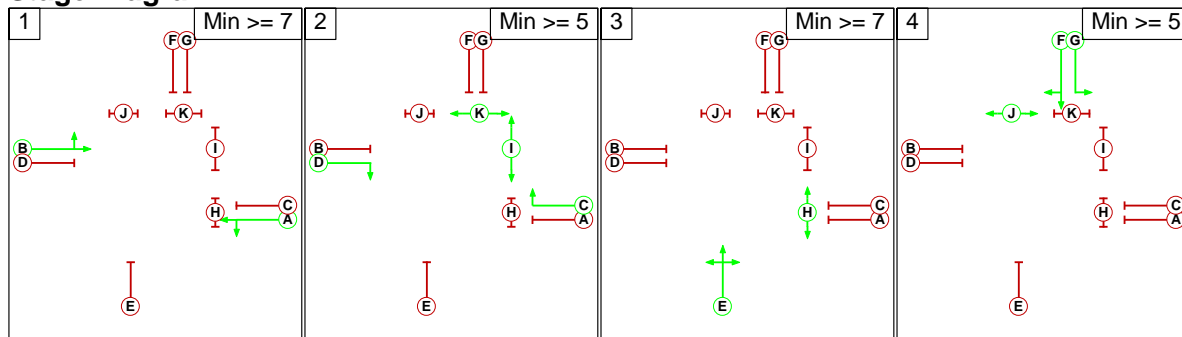 1 Min >= 7
F G
J K
B I
D
C
H A
E
2 Min >= 5
F G
J K
B I
D
C
H A
E
3 Min >= 7
F G
J K
B I
D
C
H A
E
4 Min >= 5
F G
J K
B I
D
C
H A
E